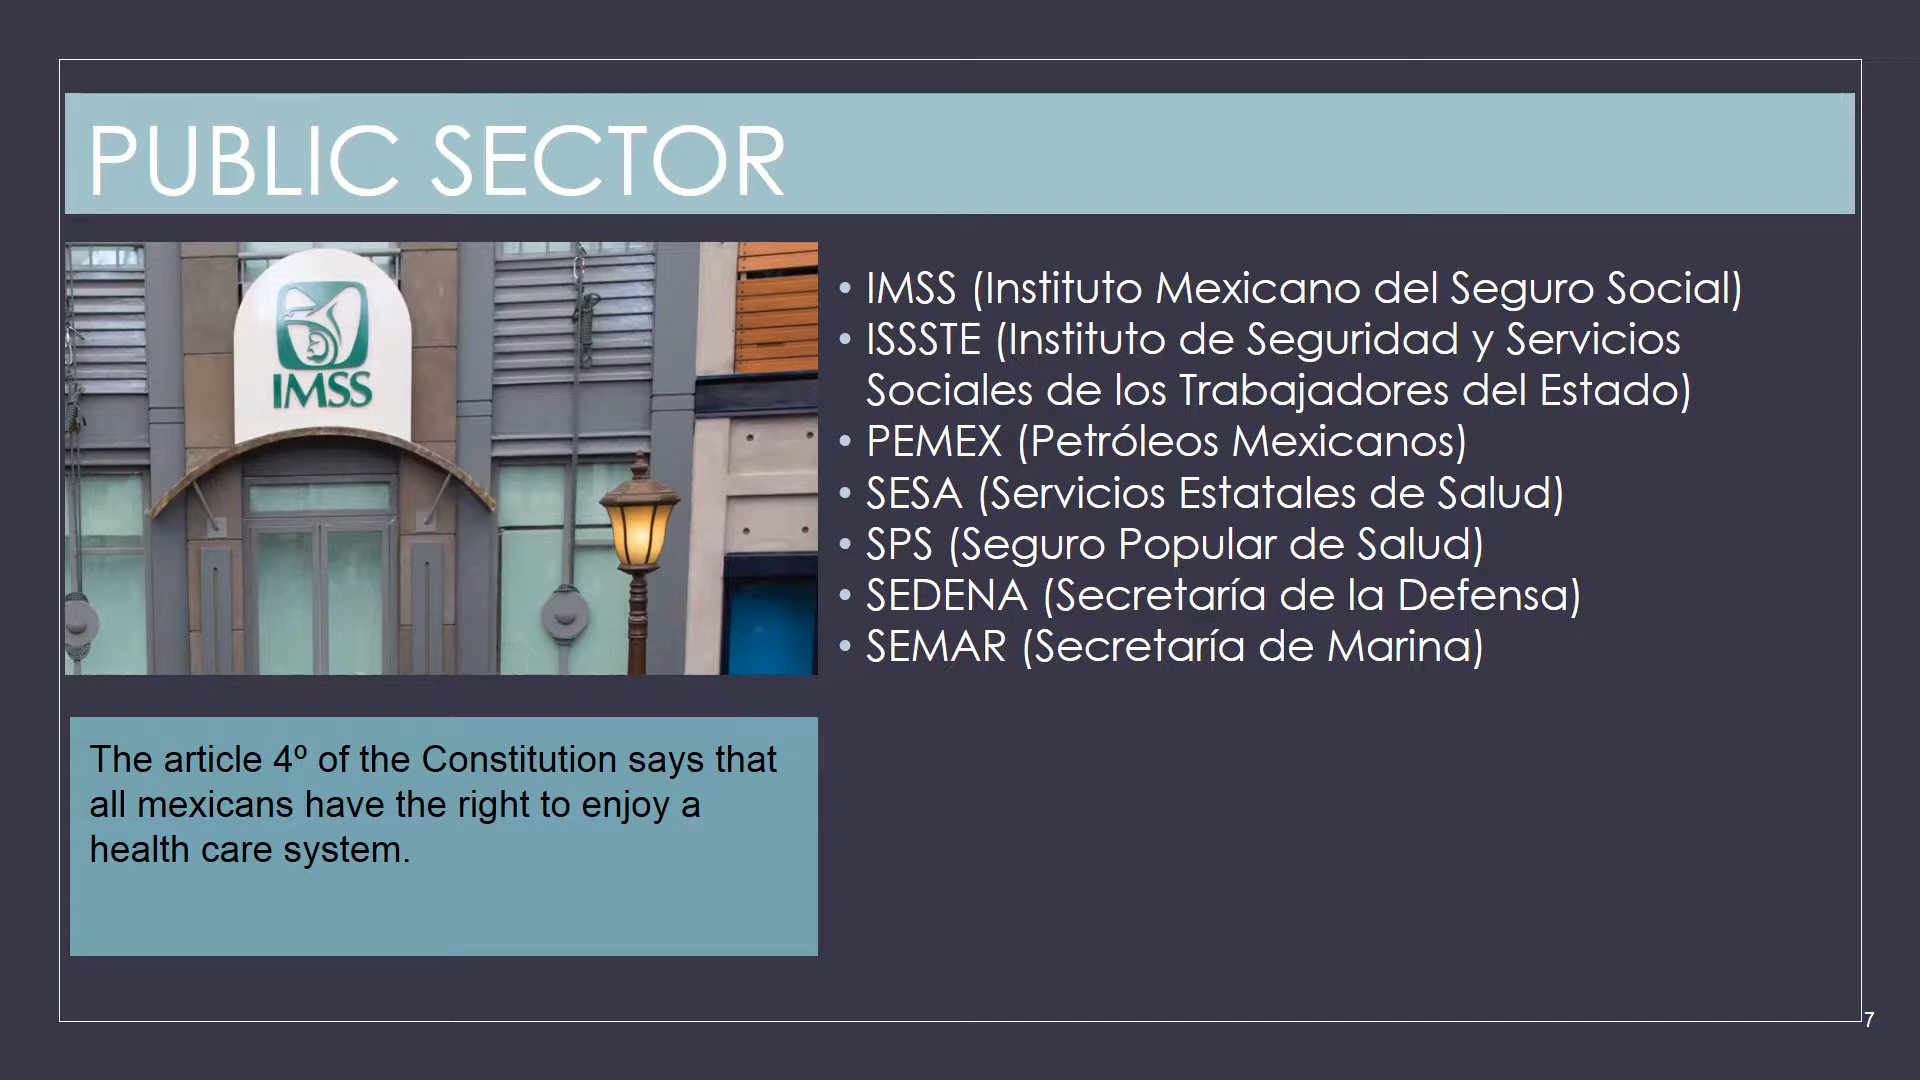 PUBLIC SECTOR
IMSS
• IMSS (Instituto Mexicano del Seguro Social)
• ISSSTE (Instituto de Seguridad y Servicios
Sociales de los Trabajadores del Estado)
• PEMEX (Petróleos Mexicanos)
• SESA (Servicios Estatales de Salud)
• SPS (Seguro Popular de Salud)
• SEDENA (Secretaría de la Defensa)
• SEMAR (Secretaría de Marina)
The article 4º of the Constitution says that
all mexicans have the right to enjoy a
health care system.
7